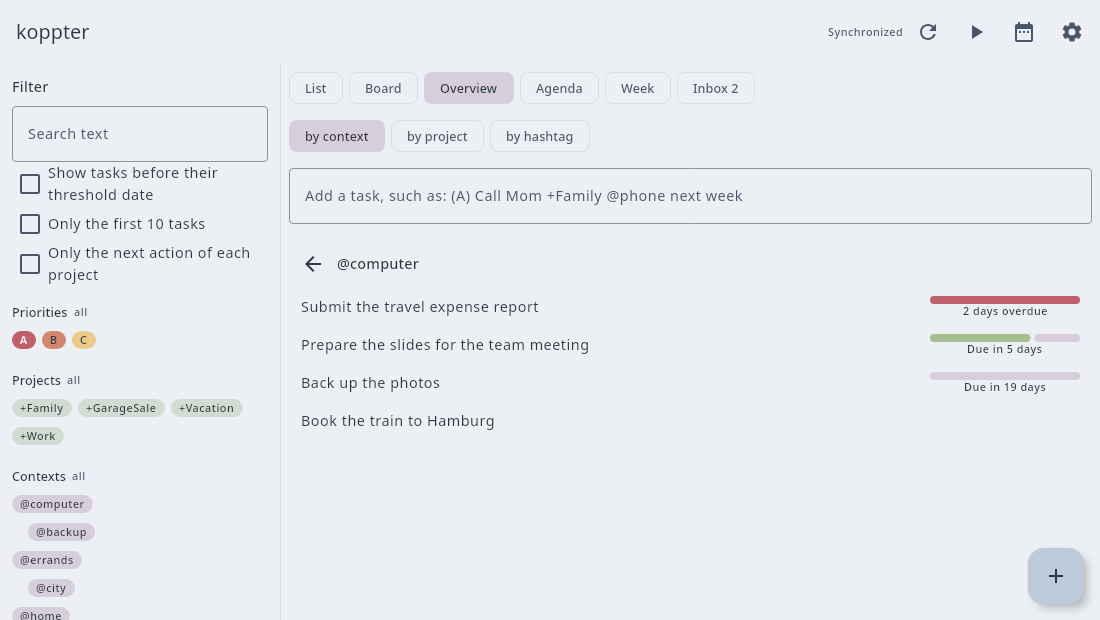 koppter
Synchronized
Filter
Search text
Show tasks before their
threshold date
Only the first 10 tasks
Only the next action of each
project
Priorities all
A B C
Projects all
+Family +GarageSale +Vacation
+Work
Contexts all
@computer
@backup
@errands
@city
@home
List Board Overview Agenda Week Inbox 2
by context by project by hashtag
Add a task, such as: (A) Call Mom +Family @phone next week
@computer
Submit the travel expense report
2 days overdue
Prepare the slides for the team meeting
Due in 5 days
Back up the photos
Due in 19 days
Book the train to Hamburg